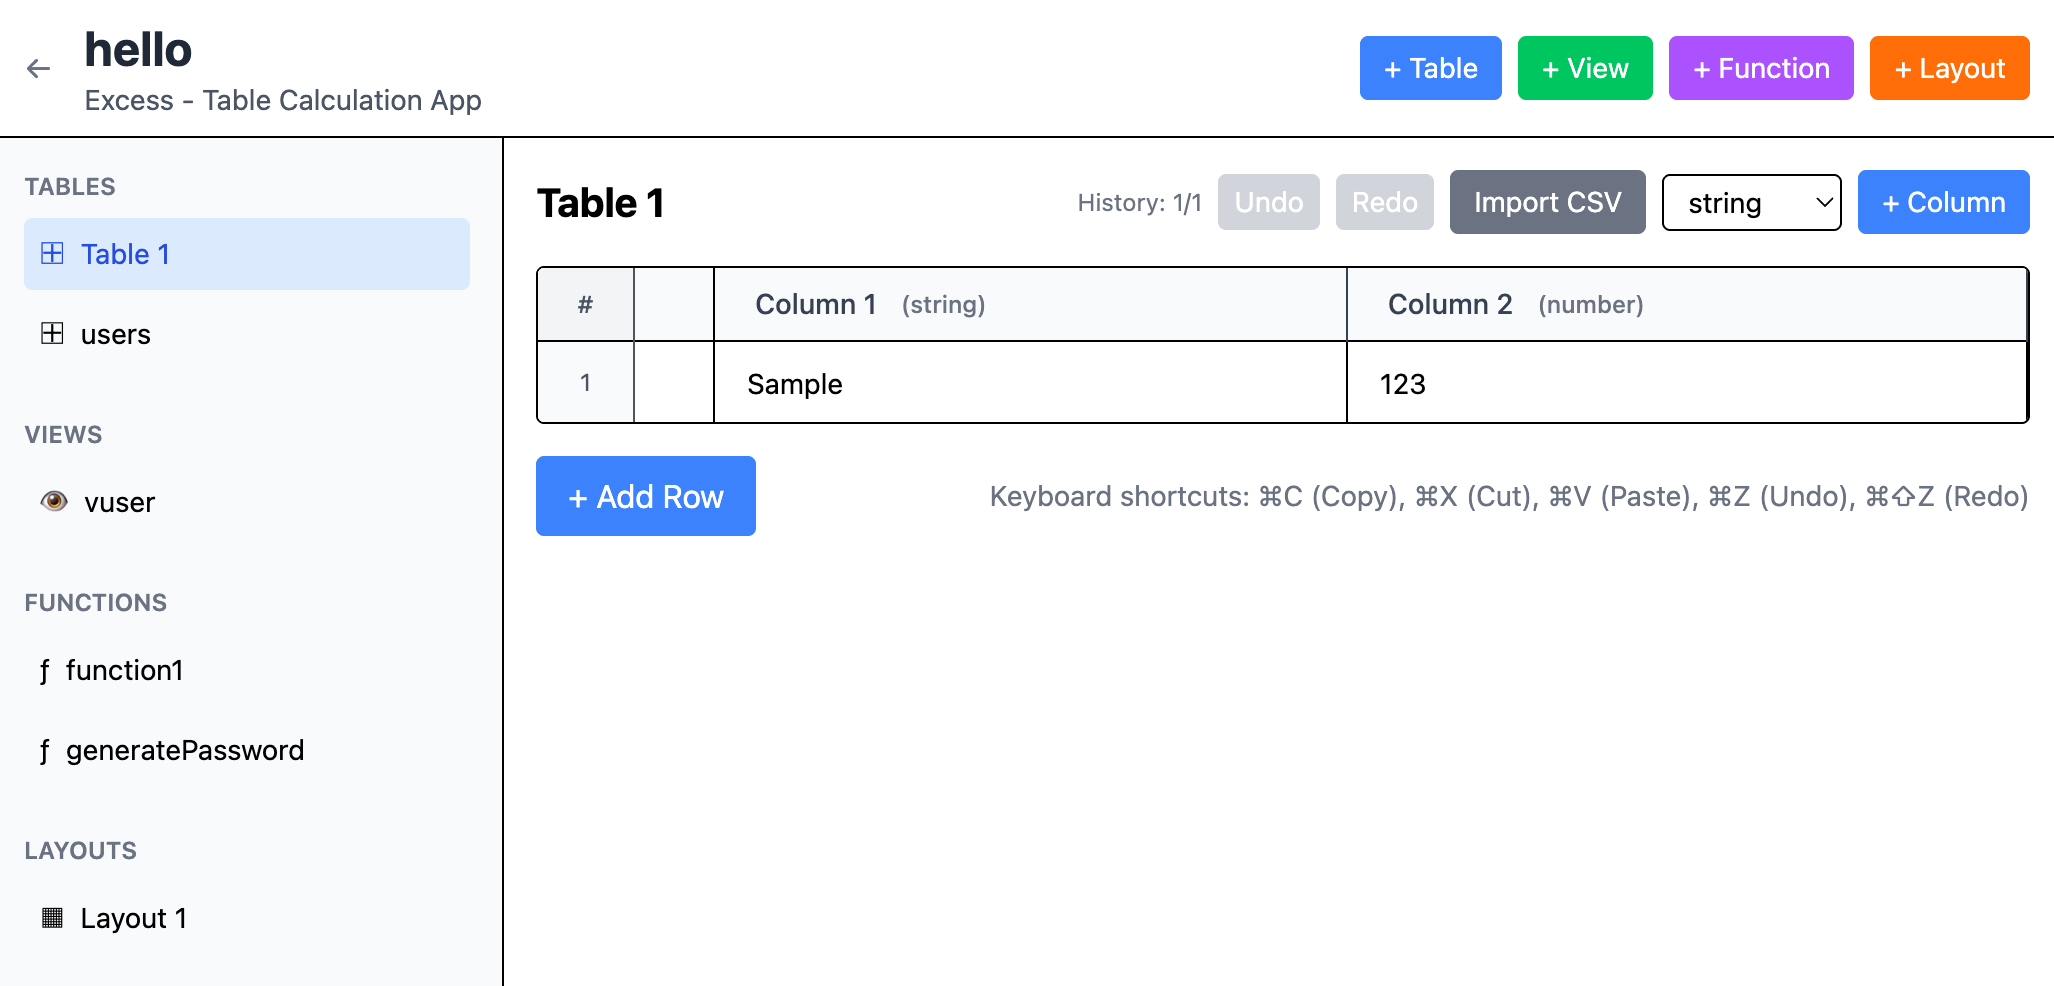 hello
Excess - Table Calculation App
+ Table
+ View
+ Function
+ Layout
TABLES
Table 1
users
VIEWS
vuser
FUNCTIONS
ƒ function1
ƒ generatePassword
LAYOUTS
Layout 1
Table 1
History: 1/1
Undo
Redo
Import CSV
string
+ Column
# Column 1 (string) Column 2 (number)
1 Sample 123
+ Add Row
Keyboard shortcuts: ⌘C (Copy), ⌘X (Cut), ⌘V (Paste), ⌘Z (Undo), ⌘⇧Z (Redo)